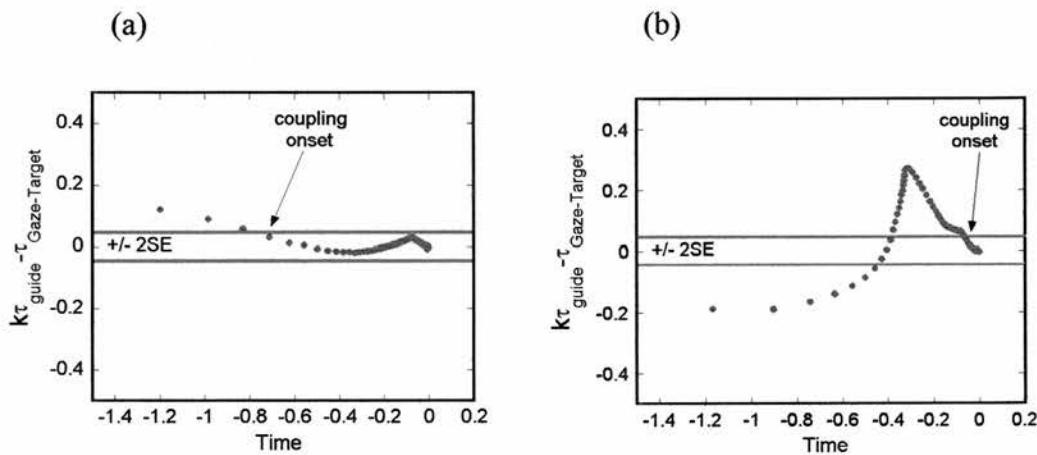 (a)
0.4
0.2
0
-0.2
-0.4
kτguide-τGaze-Target
coupling
onset
+/- 2SE
-1.4 -1.2 -1 -0.8 -0.6 -0.4 -0.2 0 0.2
Time
(b)
0.4
0.2
0
-0.2
-0.4
kτguide-τGaze-Target
coupling
onset
+/- 2SE
-1.4 -1.2 -1 -0.8 -0.6 -0.4 -0.2 0 0.2
Time